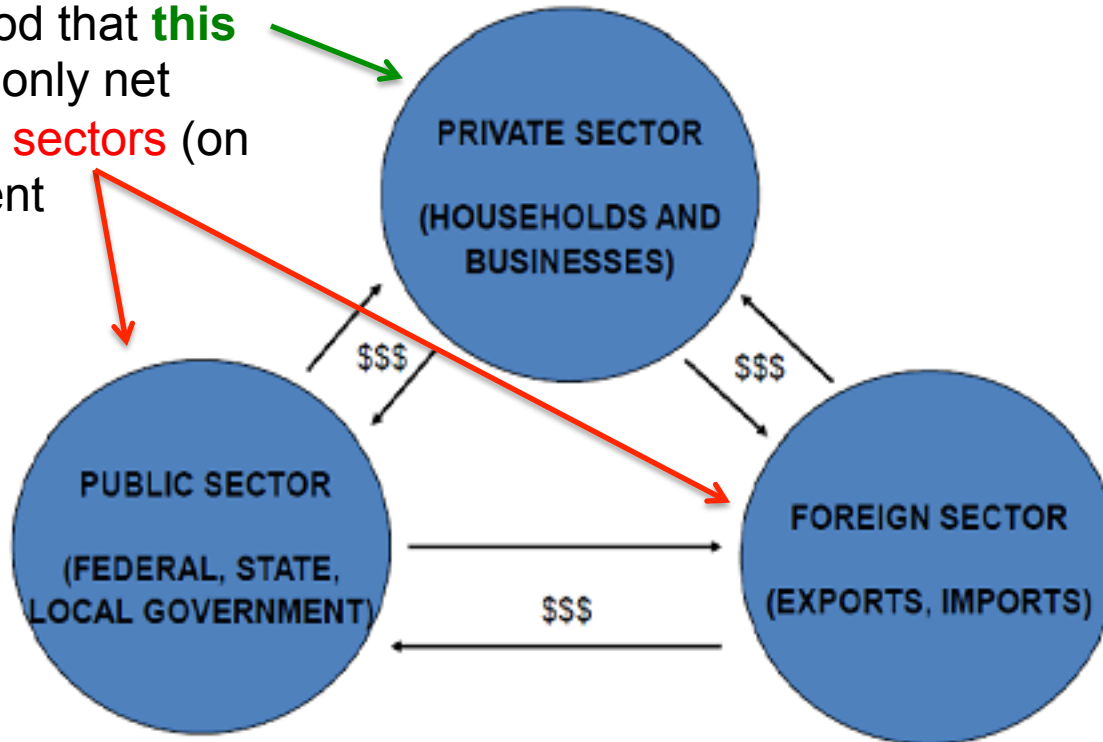 od that this
only net
sectors (on
ent
PRIVATE SECTOR
(HOUSEHOLDS AND
BUSINESSES)
$$$
$$$
PUBLIC SECTOR
(FEDERAL, STATE,
LOCAL GOVERNMENT)
FOREIGN SECTOR
(EXPORTS, IMPORTS)
$$$